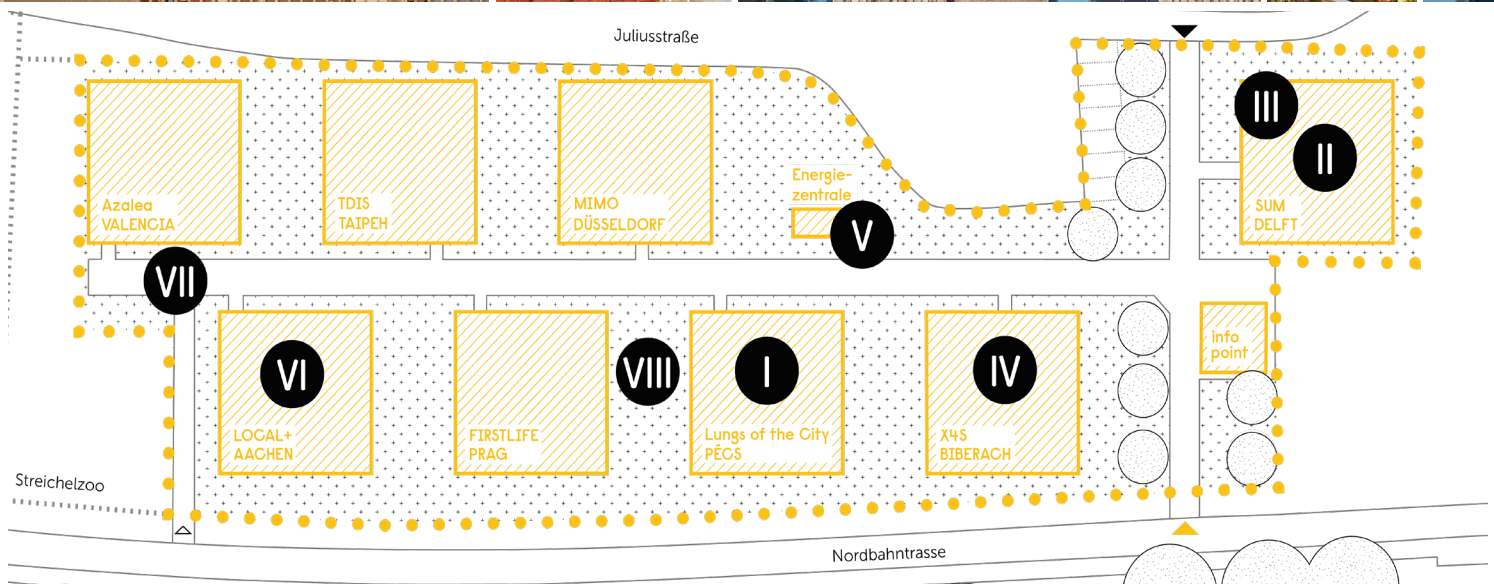 Juliusstraße
III
II
Energie-
zentrale
Azalea
VALENCIA
TDIS
TAIPEH
MIMO
DÜSSELDORF
SUM
DELFT
V
VII
info
point
VI
VIII
I
IV
LOCAL+
AACHEN
FIRSTLIFE
PRAG
Lungs of the City
PÉCS
X4S
BIBERACH
Streichelzoo
Nordbahntrasse